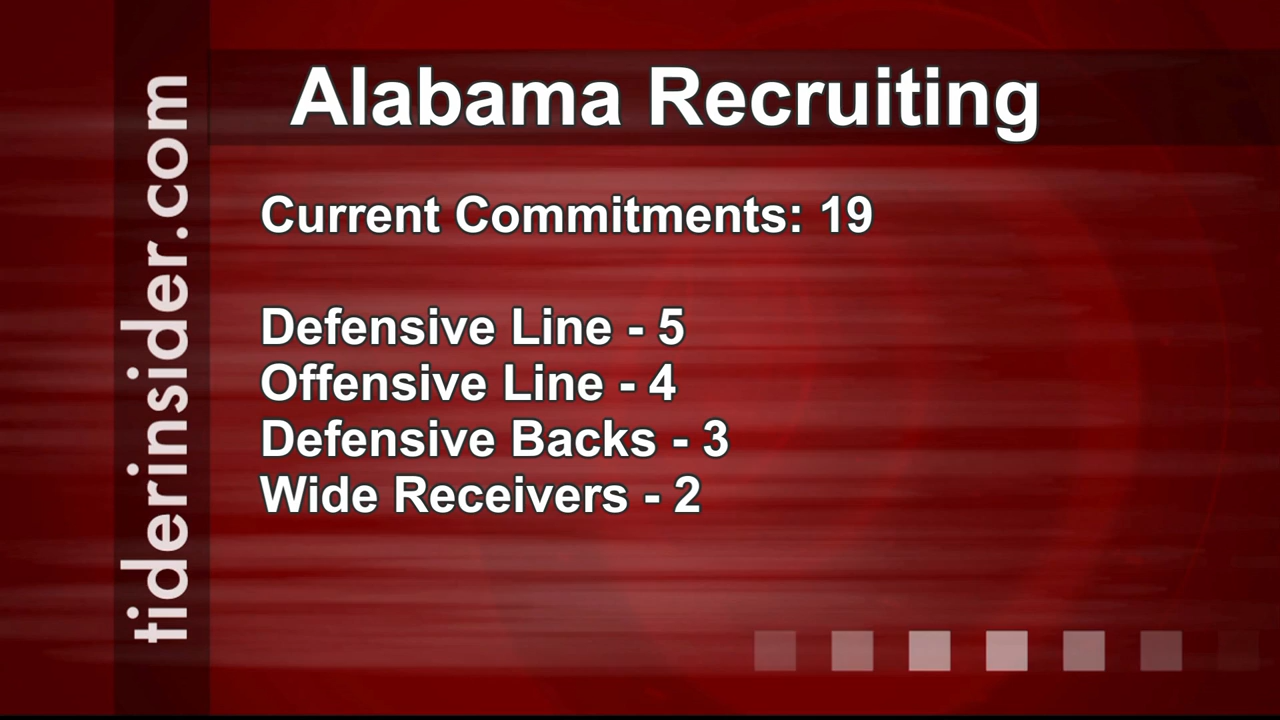 tiderinsider.com
Alabama Recruiting
Current Commitments: 19
Defensive Line - 5
Offensive Line - 4
Defensive Backs - 3
Wide Receivers - 2